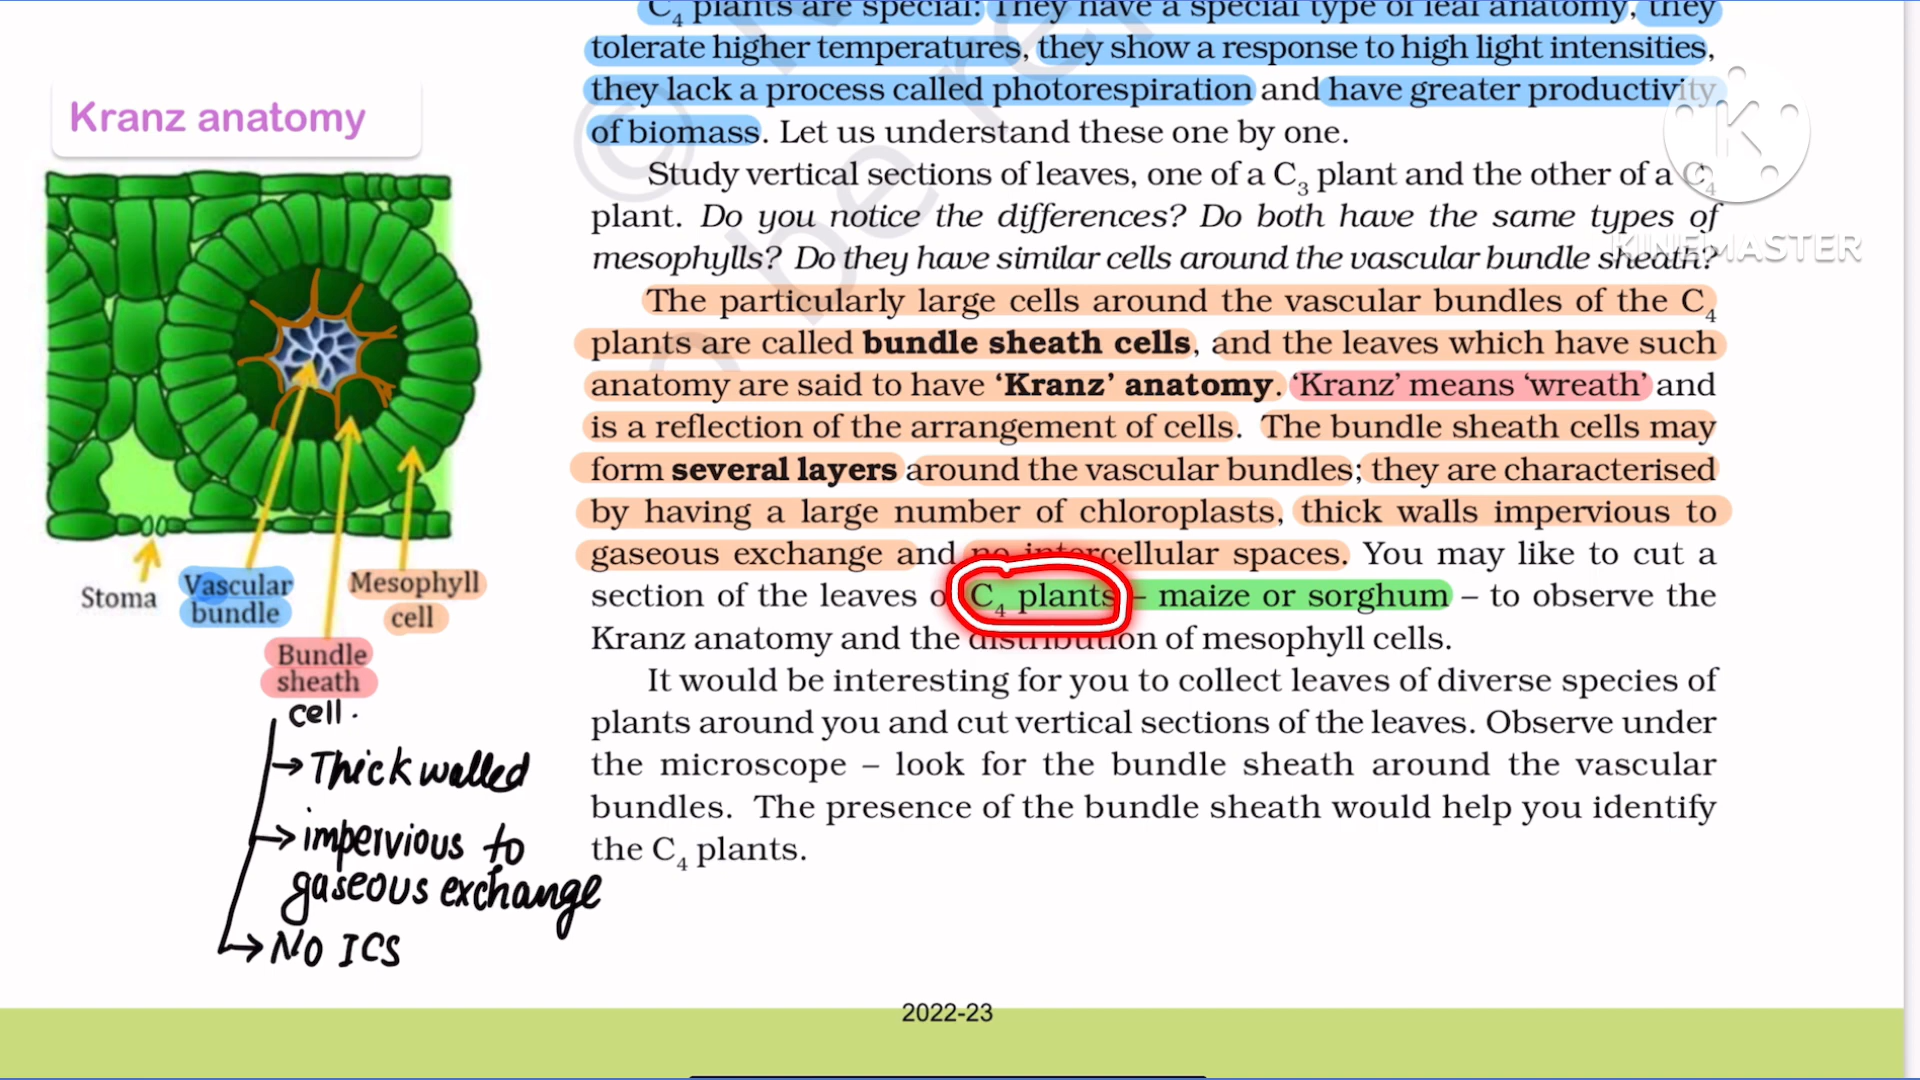 C₄ plants are special: They have a special type of leaf anatomy, they
tolerate higher temperatures, they show a response to high light intensities,
they lack a process called photorespiration and have greater productivity
of biomass. Let us understand these one by one.
Study vertical sections of leaves, one of a C₃ plant and the other of a C₄
plant. Do you notice the differences? Do both have the same types of
mesophylls? Do they have similar cells around the vascular bundle sheath?
The particularly large cells around the vascular bundles of the C₄
plants are called bundle sheath cells, and the leaves which have such
anatomy are said to have ‘Kranz’ anatomy. ‘Kranz’ means ‘wreath’ and
is a reflection of the arrangement of cells. The bundle sheath cells may
form several layers around the vascular bundles; they are characterised
by having a large number of chloroplasts, thick walls impervious to
gaseous exchange and no intercellular spaces. You may like to cut a
section of the leaves o C₄ plants – maize or sorghum – to observe the
Kranz anatomy and the distribution of mesophyll cells.
It would be interesting for you to collect leaves of diverse species of
plants around you and cut vertical sections of the leaves. Observe under
the microscope – look for the bundle sheath around the vascular
bundles. The presence of the bundle sheath would help you identify
the C₄ plants.
Kranz anatomy
Stoma
Vascular
bundle
Mesophyll
cell
Bundle
sheath
cell.
→ Thick walled
→ impervious to
gaseous exchange
→ No ICS
K
KINEMASTER
2022-23